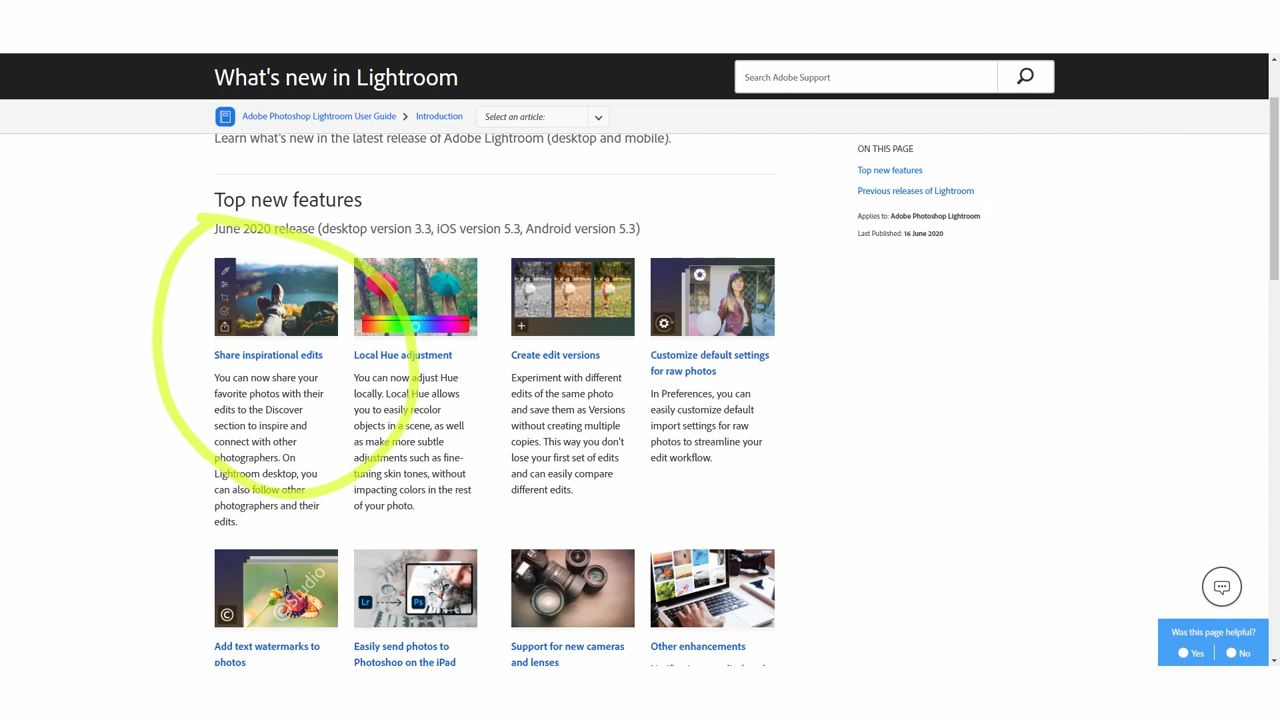 What's new in Lightroom
Search Adobe Support
Adobe Photoshop Lightroom User Guide
Introduction
Select an article:
Learn what's new in the latest release of Adobe Lightroom (desktop and mobile).
ON THIS PAGE
Top new features
Previous releases of Lightroom
Applies to: Adobe Photoshop Lightroom
Last Published: 16 June 2020
Top new features
June 2020 release (desktop version 3.3, iOS version 5.3, Android version 5.3)
Share inspirational edits
You can now share your
favorite photos with their
edits to the Discover
section to inspire and
connect with other
photographers. On
Lightroom desktop, you
can also follow other
photographers and their
edits.
Local Hue adjustment
You can now adjust Hue
locally. Local Hue allows
you to easily recolor
objects in a scene, as well
as make more subtle
adjustments such as fine-
tuning skin tones, without
impacting colors in the rest
of your photo.
Create edit versions
Experiment with different
edits of the same photo
and save them as Versions
without creating multiple
copies. This way you don't
lose your first set of edits
and can easily compare
different edits.
Customize default settings
for raw photos
In Preferences, you can
easily customize default
import settings for raw
photos to streamline your
edit workflow.
©
© Studio
Add text watermarks to
photos
Lr
Ps
Easily send photos to
Photoshop on the iPad
Support for new cameras
and lenses
Other enhancements
Was this page helpful?
Yes
No